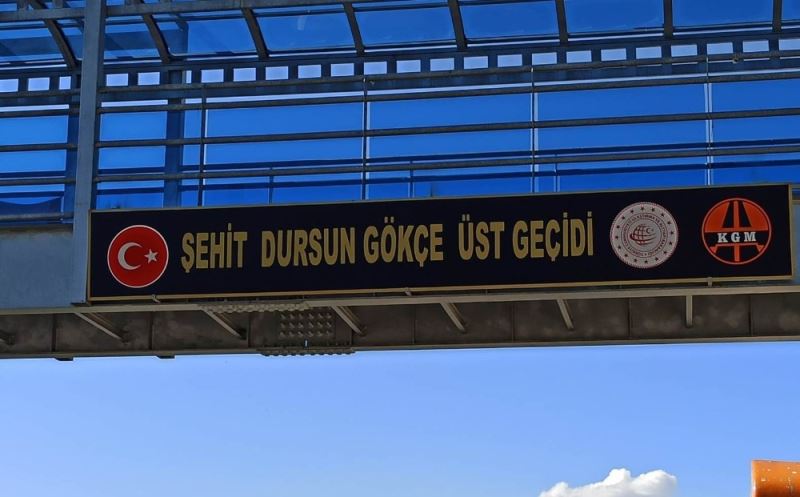 ŞEHİT DURSUN GÖKÇE ÜST GEÇİDİ
KGM